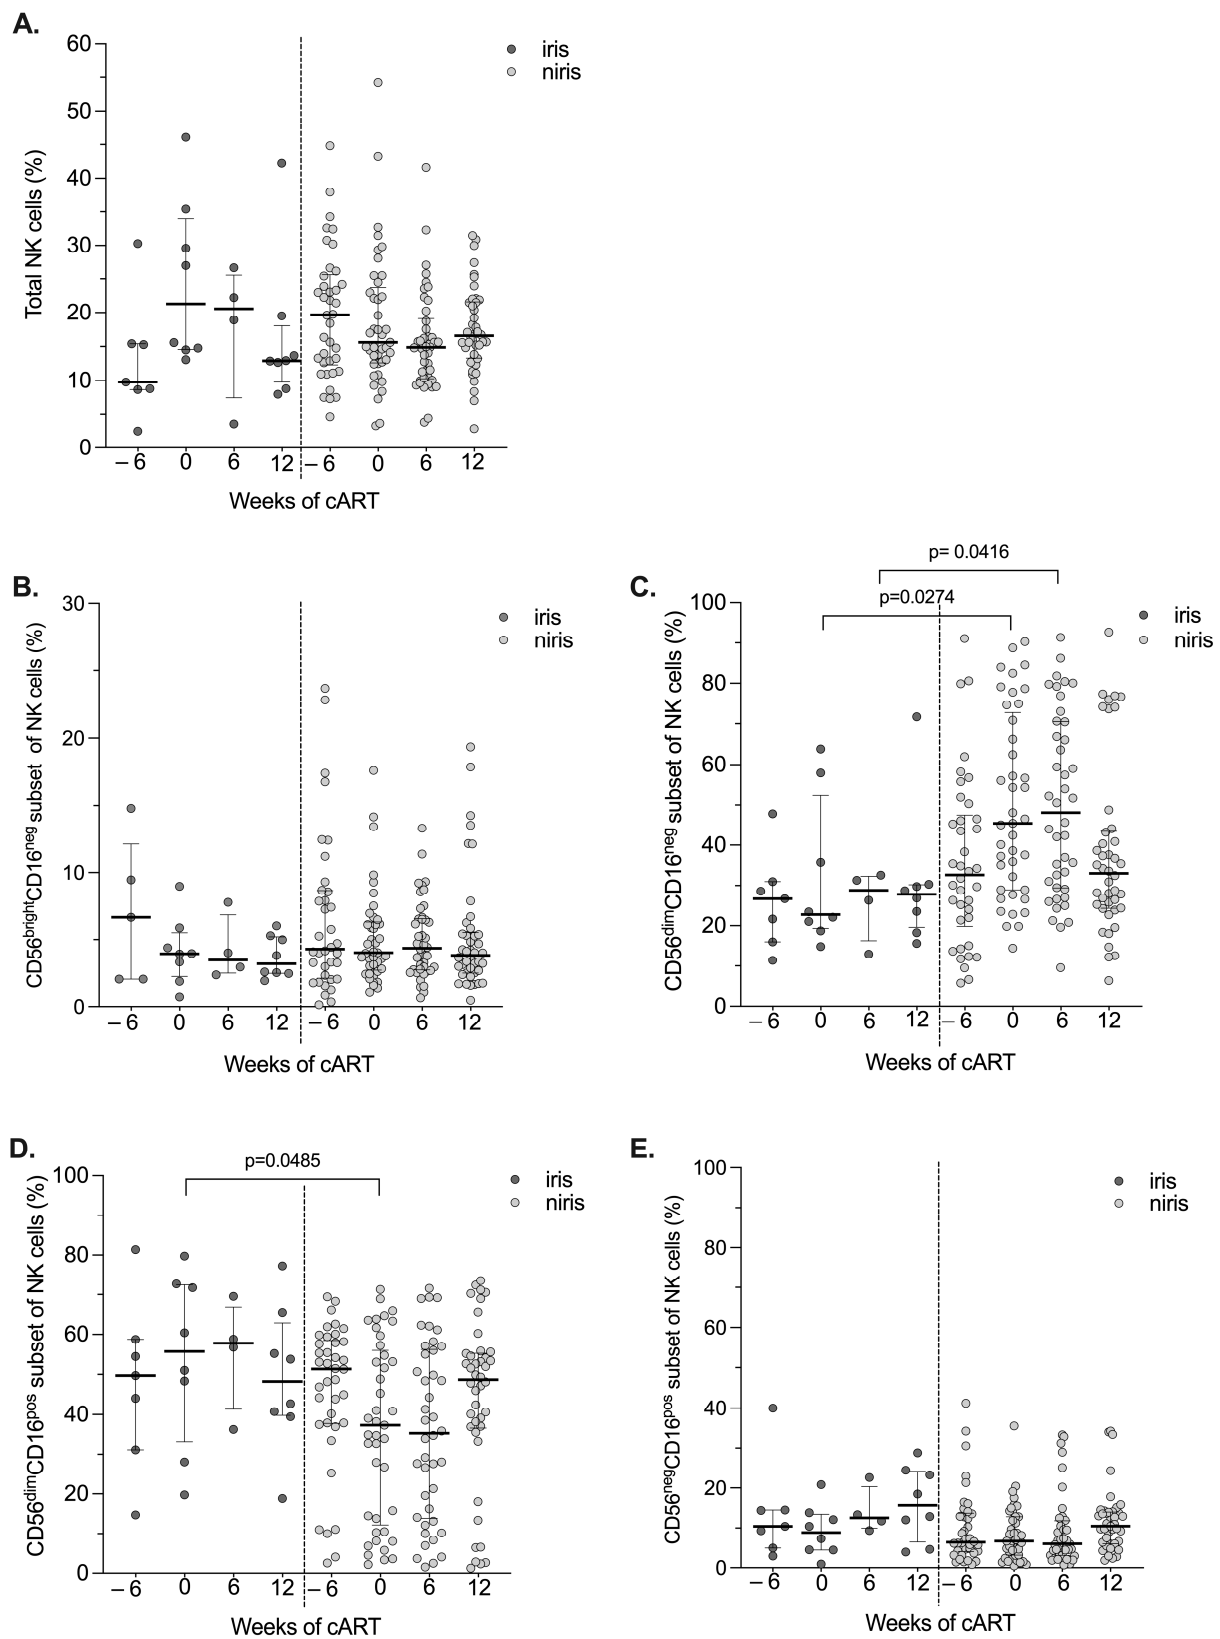 A.
60
50
40
30
20
10
0
Total NK cells (%)
iris
niris
– 6 0 6 12 – 6 0 6 12
Weeks of cART
B.
30
20
10
0
CD56brightCD16neg subset of NK cells (%)
iris
niris
– 6 0 6 12 – 6 0 6 12
Weeks of cART
C.
p= 0.0416
p=0.0274
100
80
60
40
20
0
CD56dimCD16neg subset of NK cells (%)
iris
niris
– 6 0 6 12 – 6 0 6 12
Weeks of cART
D.
p=0.0485
100
80
60
40
20
0
CD56dimCD16pos subset of NK cells (%)
iris
niris
– 6 0 6 12 – 6 0 6 12
Weeks of cART
E.
100
80
60
40
20
0
CD56negCD16pos subset of NK cells (%)
iris
niris
– 6 0 6 12 – 6 0 6 12
Weeks of cART